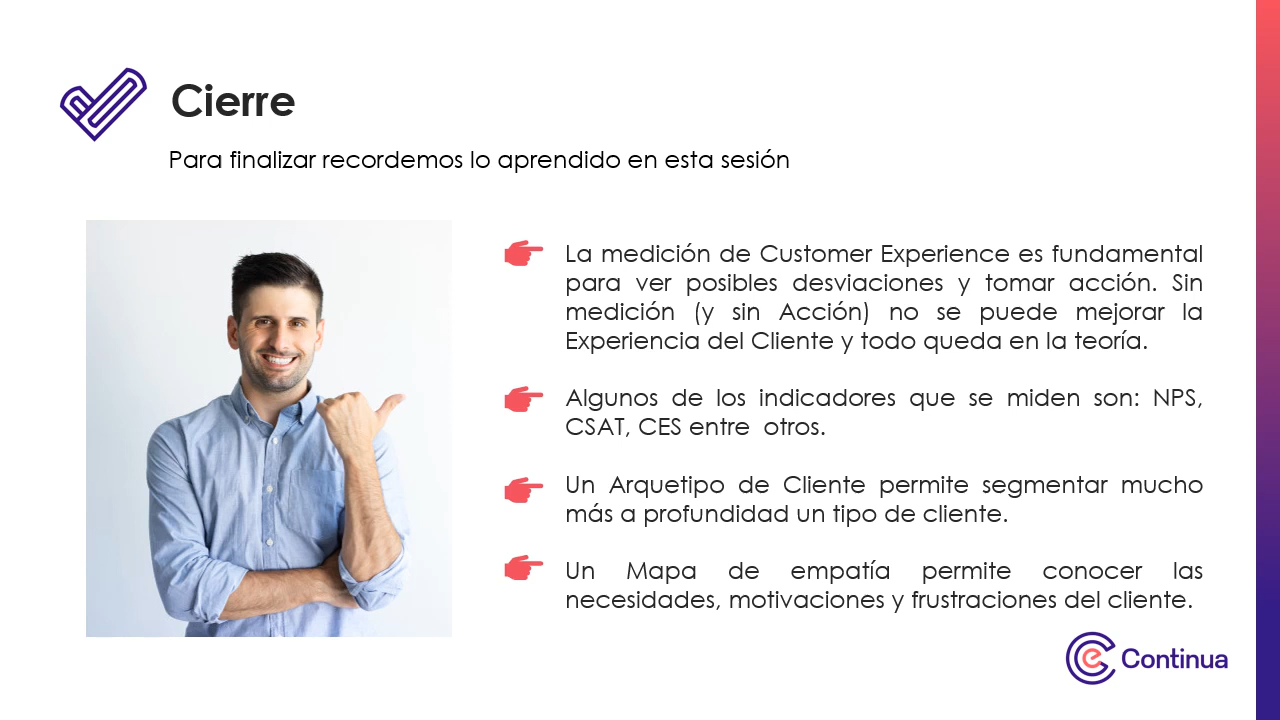 Cierre
Para finalizar recordemos lo aprendido en esta sesión
La medición de Customer Experience es fundamental
para ver posibles desviaciones y tomar acción. Sin
medición (y sin Acción) no se puede mejorar la
Experiencia del Cliente y todo queda en la teoría.
Algunos de los indicadores que se miden son: NPS,
CSAT, CES entre  otros.
Un Arquetipo de Cliente permite segmentar mucho
más a profundidad un tipo de cliente.
Un Mapa de empatía permite conocer las
necesidades, motivaciones y frustraciones del cliente.
Continua